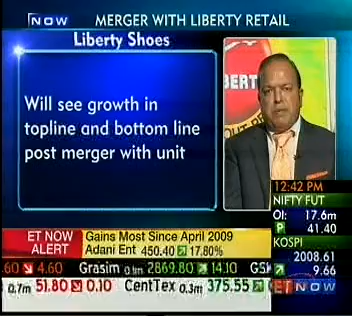 NOW
MERGER WITH LIBERTY RETAIL
Liberty Shoes
Will see growth in
topline and bottom line
post merger with unit
BERT
12:42 PM
NIFTY FUT
OI: 17.6m
P 41.40
KOSPI
2008.61
9.66
ET NOW
ALERT
Gains Most Since April 2009
Adani Ent 450.40 17.80%
.60 4.60 Grasim 0.1m 2869.80 14.10 GSK
0.7m 51.80 0.10 CentTex 0.3m 375.55
ET NOW